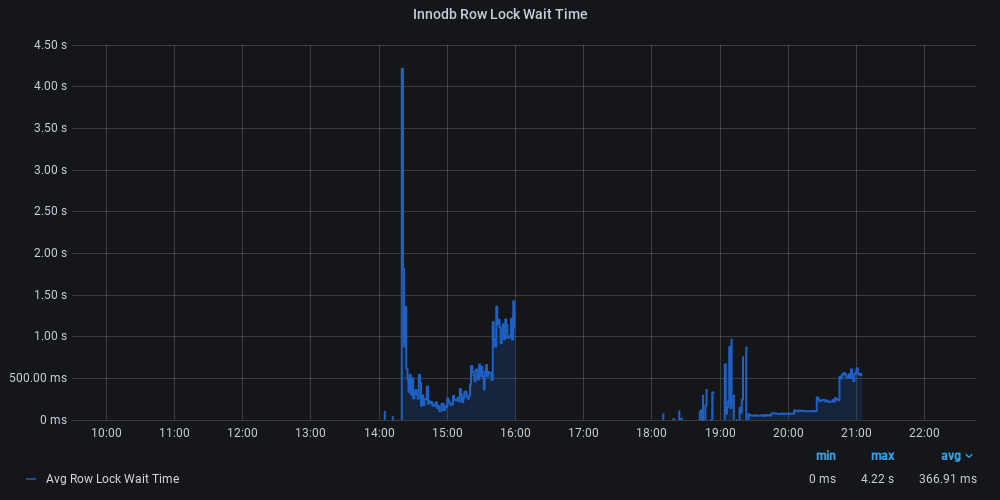 Innodb Row Lock Wait Time
4.50 s
4.00 s
3.50 s
3.00 s
2.50 s
2.00 s
1.50 s
1.00 s
500.00 ms
0 ms
10:00 11:00 12:00 13:00 14:00 15:00 16:00 17:00 18:00 19:00 20:00 21:00 22:00
min max avg
Avg Row Lock Wait Time 0 ms 4.22 s 366.91 ms